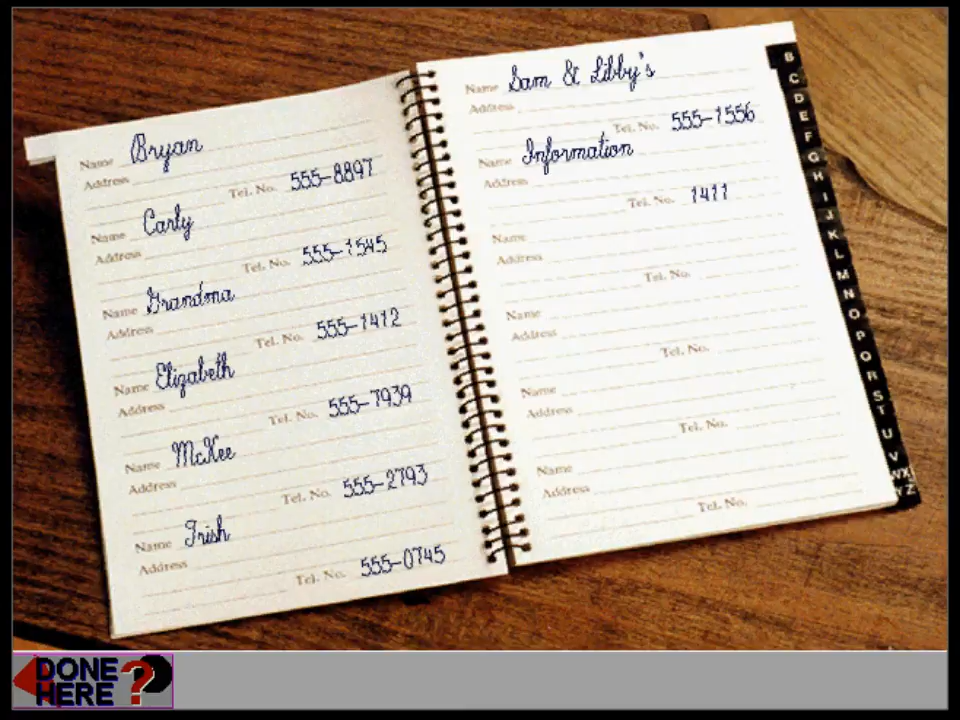 Name Bryan
Address
Tel. No. 555-8897
Name Carly
Address
Tel. No. 555-1545
Name Grandma
Address
Tel. No. 555-1412
Name Elizabeth
Address
Tel. No. 555-7939
Name McKee
Address
Tel. No. 555-2793
Name Trish
Address
Tel. No. 555-0745
Name Sam & Libby's
Address
Tel. No. 555-1556
Name Information
Address
Tel. No. 1411
Name
Address
Tel. No.
Name
Address
Tel. No.
Name
Address
Tel. No.
Name
Address
Tel. No.
B
C
D
E
F
G
H
I
J
K
L
M
N
O
P
Q
R
S
T
U
V
WX
YZ
DONE
HERE ?